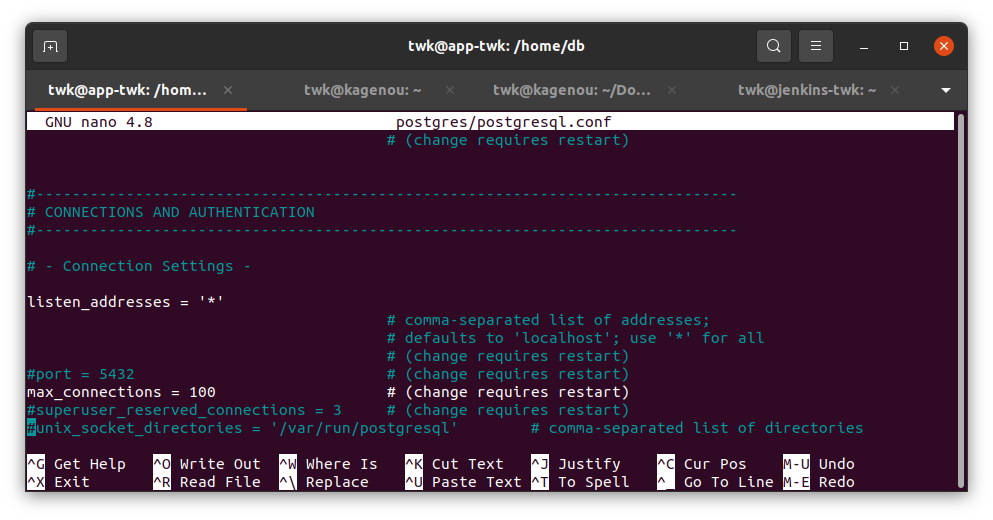 twk@app-twk: /home/db
twk@app-twk: /hom... twk@kagenou: ~ twk@kagenou: ~/Do... twk@jenkins-twk: ~
GNU nano 4.8 postgres/postgresql.conf
# (change requires restart)
#------------------------------------------------------------------------------
# CONNECTIONS AND AUTHENTICATION
#------------------------------------------------------------------------------
# - Connection Settings -
listen_addresses = '*'
# comma-separated list of addresses;
# defaults to 'localhost'; use '*' for all
# (change requires restart)
#port = 5432 # (change requires restart)
max_connections = 100 # (change requires restart)
#superuser_reserved_connections = 3 # (change requires restart)
#unix_socket_directories = '/var/run/postgresql' # comma-separated list of directories
^G Get Help ^O Write Out ^W Where Is ^K Cut Text ^J Justify ^C Cur Pos M-U Undo
^X Exit ^R Read File ^\ Replace ^U Paste Text ^T To Spell ^_ Go To Line M-E Redo